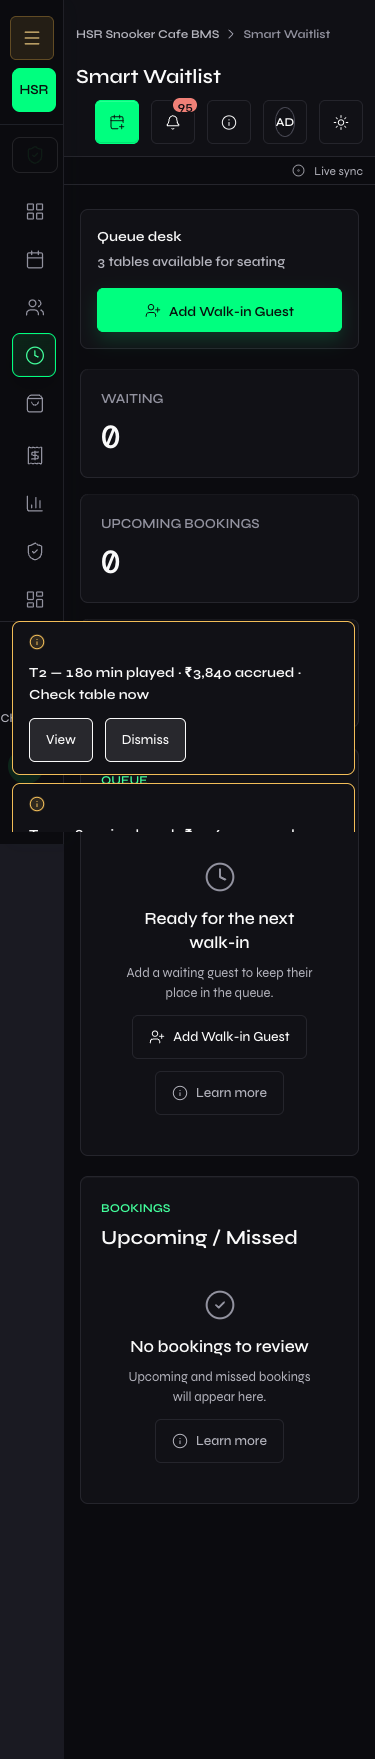 HSR Snooker Cafe BMS > Smart Waitlist
HSR
Smart Waitlist
95
AD
Live sync
Queue desk
3 tables available for seating
Add Walk-in Guest
WAITING
0
UPCOMING BOOKINGS
0
T2 — 180 min played · ₹3,840 accrued ·
Check table now
View
Dismiss
QUEUE
Ready for the next
walk-in
Add a waiting guest to keep their
place in the queue.
Add Walk-in Guest
Learn more
BOOKINGS
Upcoming / Missed
No bookings to review
Upcoming and missed bookings
will appear here.
Learn more